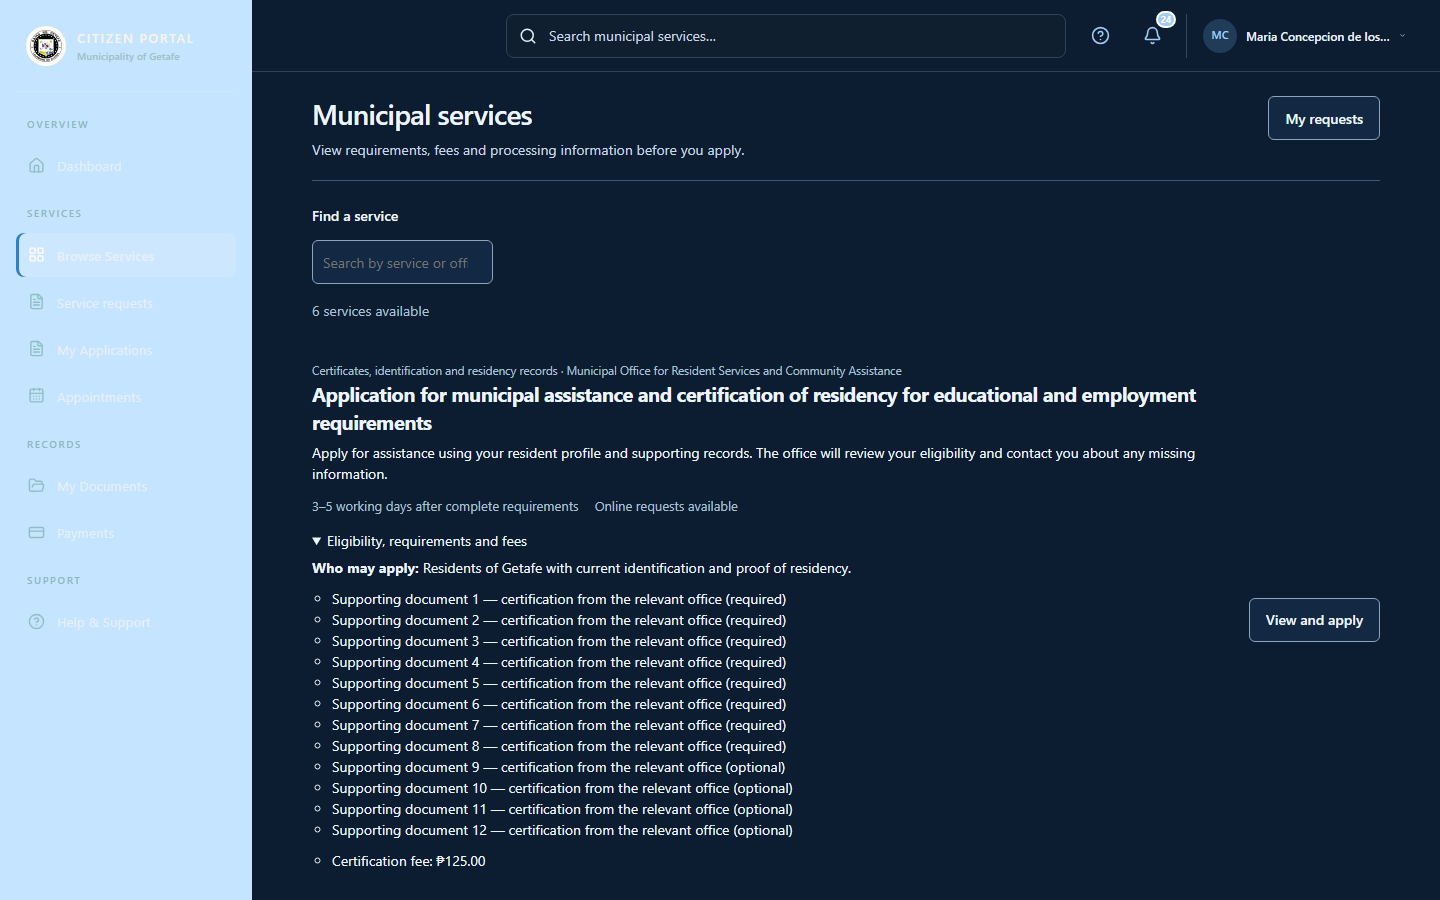 CITIZEN PORTAL
Municipality of Getafe
OVERVIEW
Dashboard
SERVICES
Browse Services
Service requests
My Applications
Appointments
RECORDS
My Documents
Payments
SUPPORT
Help & Support
Search municipal services...
24
MC
Maria Concepcion de los...
Municipal services
View requirements, fees and processing information before you apply.
My requests
Find a service
Search by service or off
6 services available
Certificates, identification and residency records · Municipal Office for Resident Services and Community Assistance
Application for municipal assistance and certification of residency for educational and employment
requirements
Apply for assistance using your resident profile and supporting records. The office will review your eligibility and contact you about any missing
information.
3–5 working days after complete requirements Online requests available
▼ Eligibility, requirements and fees
Who may apply: Residents of Getafe with current identification and proof of residency.
Supporting document 1 — certification from the relevant office (required)
Supporting document 2 — certification from the relevant office (required)
Supporting document 3 — certification from the relevant office (required)
Supporting document 4 — certification from the relevant office (required)
Supporting document 5 — certification from the relevant office (required)
Supporting document 6 — certification from the relevant office (required)
Supporting document 7 — certification from the relevant office (required)
Supporting document 8 — certification from the relevant office (required)
Supporting document 9 — certification from the relevant office (optional)
Supporting document 10 — certification from the relevant office (optional)
Supporting document 11 — certification from the relevant office (optional)
Supporting document 12 — certification from the relevant office (optional)
Certification fee: ₱125.00
View and apply